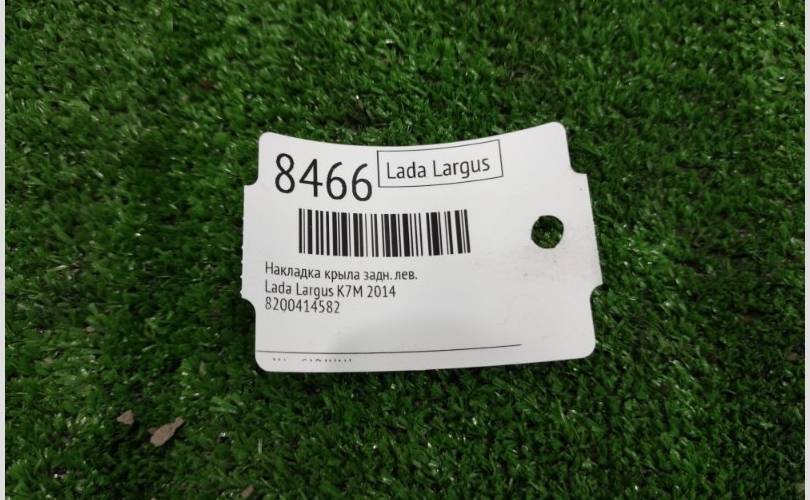 8466 Lada Largus
Накладка крыла задн. лев.
Lada Largus K7M 2014
8200414582